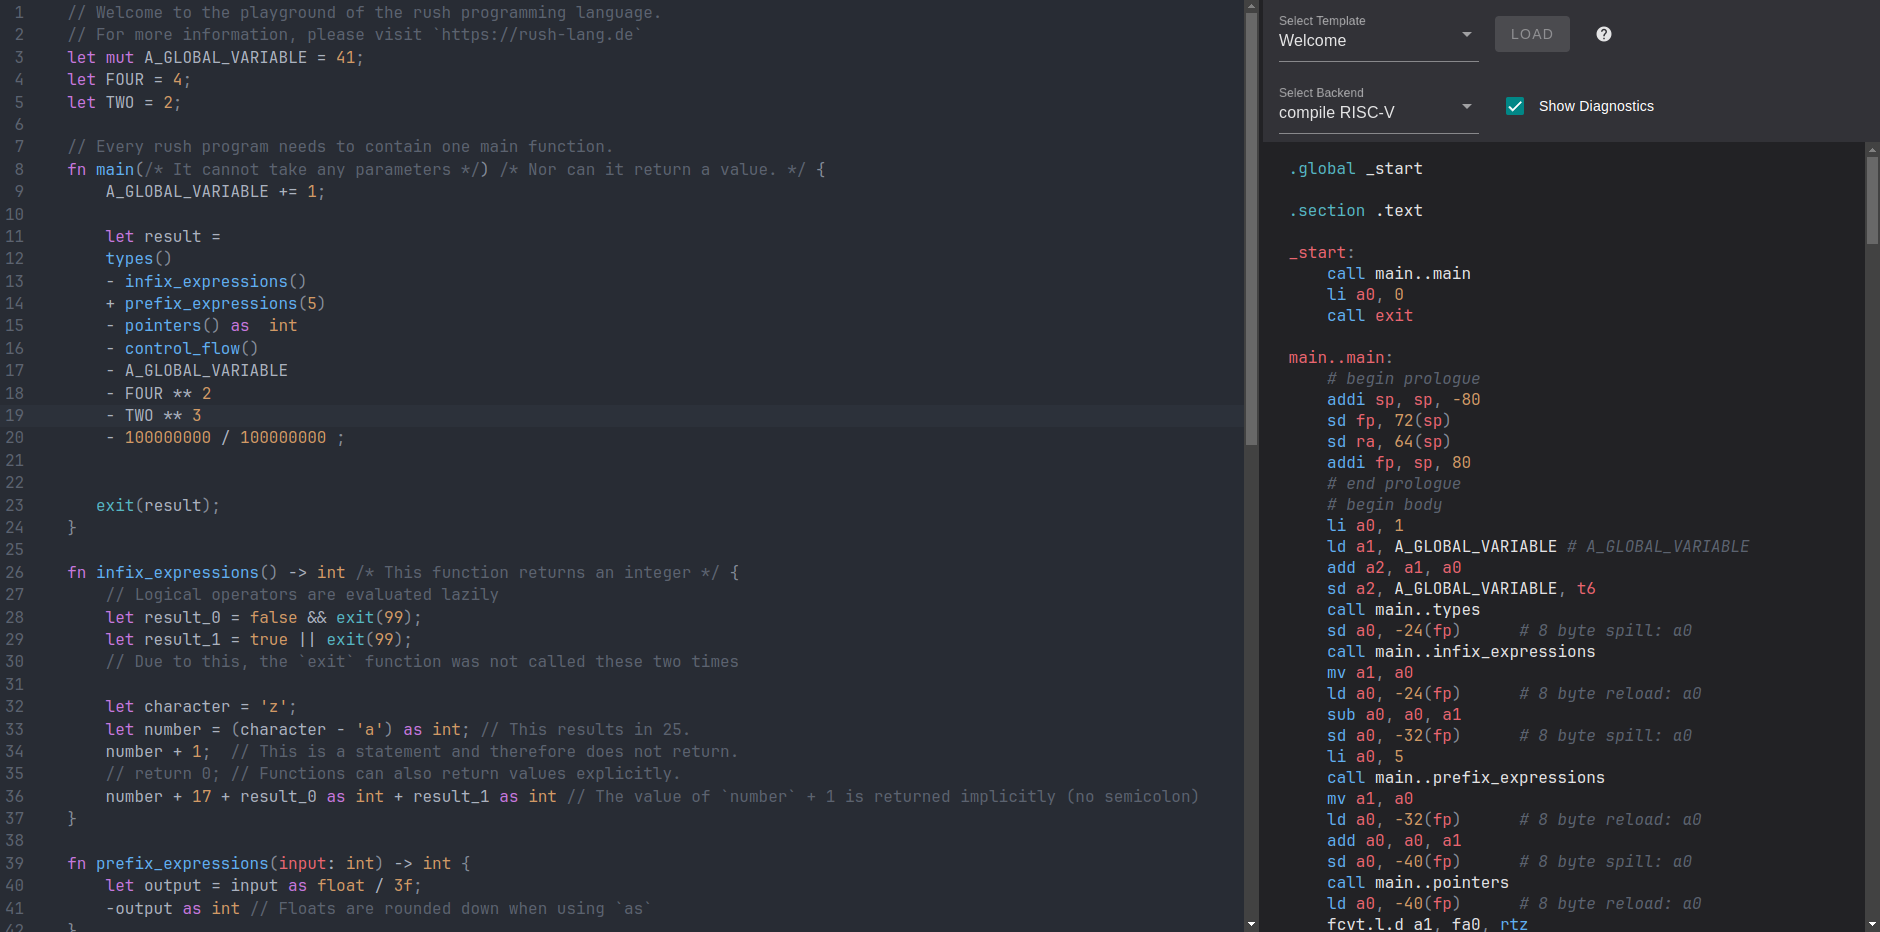 1 // Welcome to the playground of the rush programming language.
2 // For more information, please visit `https://rush-lang.de`
3 let mut A_GLOBAL_VARIABLE = 41;
4 let FOUR = 4;
5 let TWO = 2;
6
7 // Every rush program needs to contain one main function.
8 fn main(/* It cannot take any parameters */) /* Nor can it return a value. */ {
9     A_GLOBAL_VARIABLE += 1;
10
11     let result =
12     types()
13     - infix_expressions()
14     + prefix_expressions(5)
15     - pointers() as  int
16     - control_flow()
17     - A_GLOBAL_VARIABLE
18     - FOUR ** 2
19     - TWO ** 3
20     - 100000000 / 100000000 ;
21
22
23    exit(result);
24 }
25
26 fn infix_expressions() -> int /* This function returns an integer */ {
27     // Logical operators are evaluated lazily
28     let result_0 = false && exit(99);
29     let result_1 = true || exit(99);
30     // Due to this, the `exit` function was not called these two times
31
32     let character = 'z';
33     let number = (character - 'a') as int; // This results in 25.
34     number + 1;  // This is a statement and therefore does not return.
35     // return 0; // Functions can also return values explicitly.
36     number + 17 + result_0 as int + result_1 as int // The value of `number` + 1 is returned implicitly (no semicolon)
37 }
38
39 fn prefix_expressions(input: int) -> int {
40     let output = input as float / 3f;
41     -output as int // Floats are rounded down when using `as`
42 }
Select Template
Welcome
LOAD
?
Select Backend
compile RISC-V
Show Diagnostics
.global _start
.section .text
_start:
    call main..main
    li a0, 0
    call exit
main..main:
    # begin prologue
    addi sp, sp, -80
    sd fp, 72(sp)
    sd ra, 64(sp)
    addi fp, sp, 80
    # end prologue
    # begin body
    li a0, 1
    ld a1, A_GLOBAL_VARIABLE # A_GLOBAL_VARIABLE
    add a2, a1, a0
    sd a2, A_GLOBAL_VARIABLE, t6
    call main..types
    sd a0, -24(fp)      # 8 byte spill: a0
    call main..infix_expressions
    mv a1, a0
    ld a0, -24(fp)      # 8 byte reload: a0
    sub a0, a0, a1
    sd a0, -32(fp)      # 8 byte spill: a0
    li a0, 5
    call main..prefix_expressions
    mv a1, a0
    ld a0, -32(fp)      # 8 byte reload: a0
    add a0, a0, a1
    sd a0, -40(fp)      # 8 byte spill: a0
    call main..pointers
    ld a0, -40(fp)      # 8 byte reload: a0
    fcvt.l.d a1, fa0, rtz